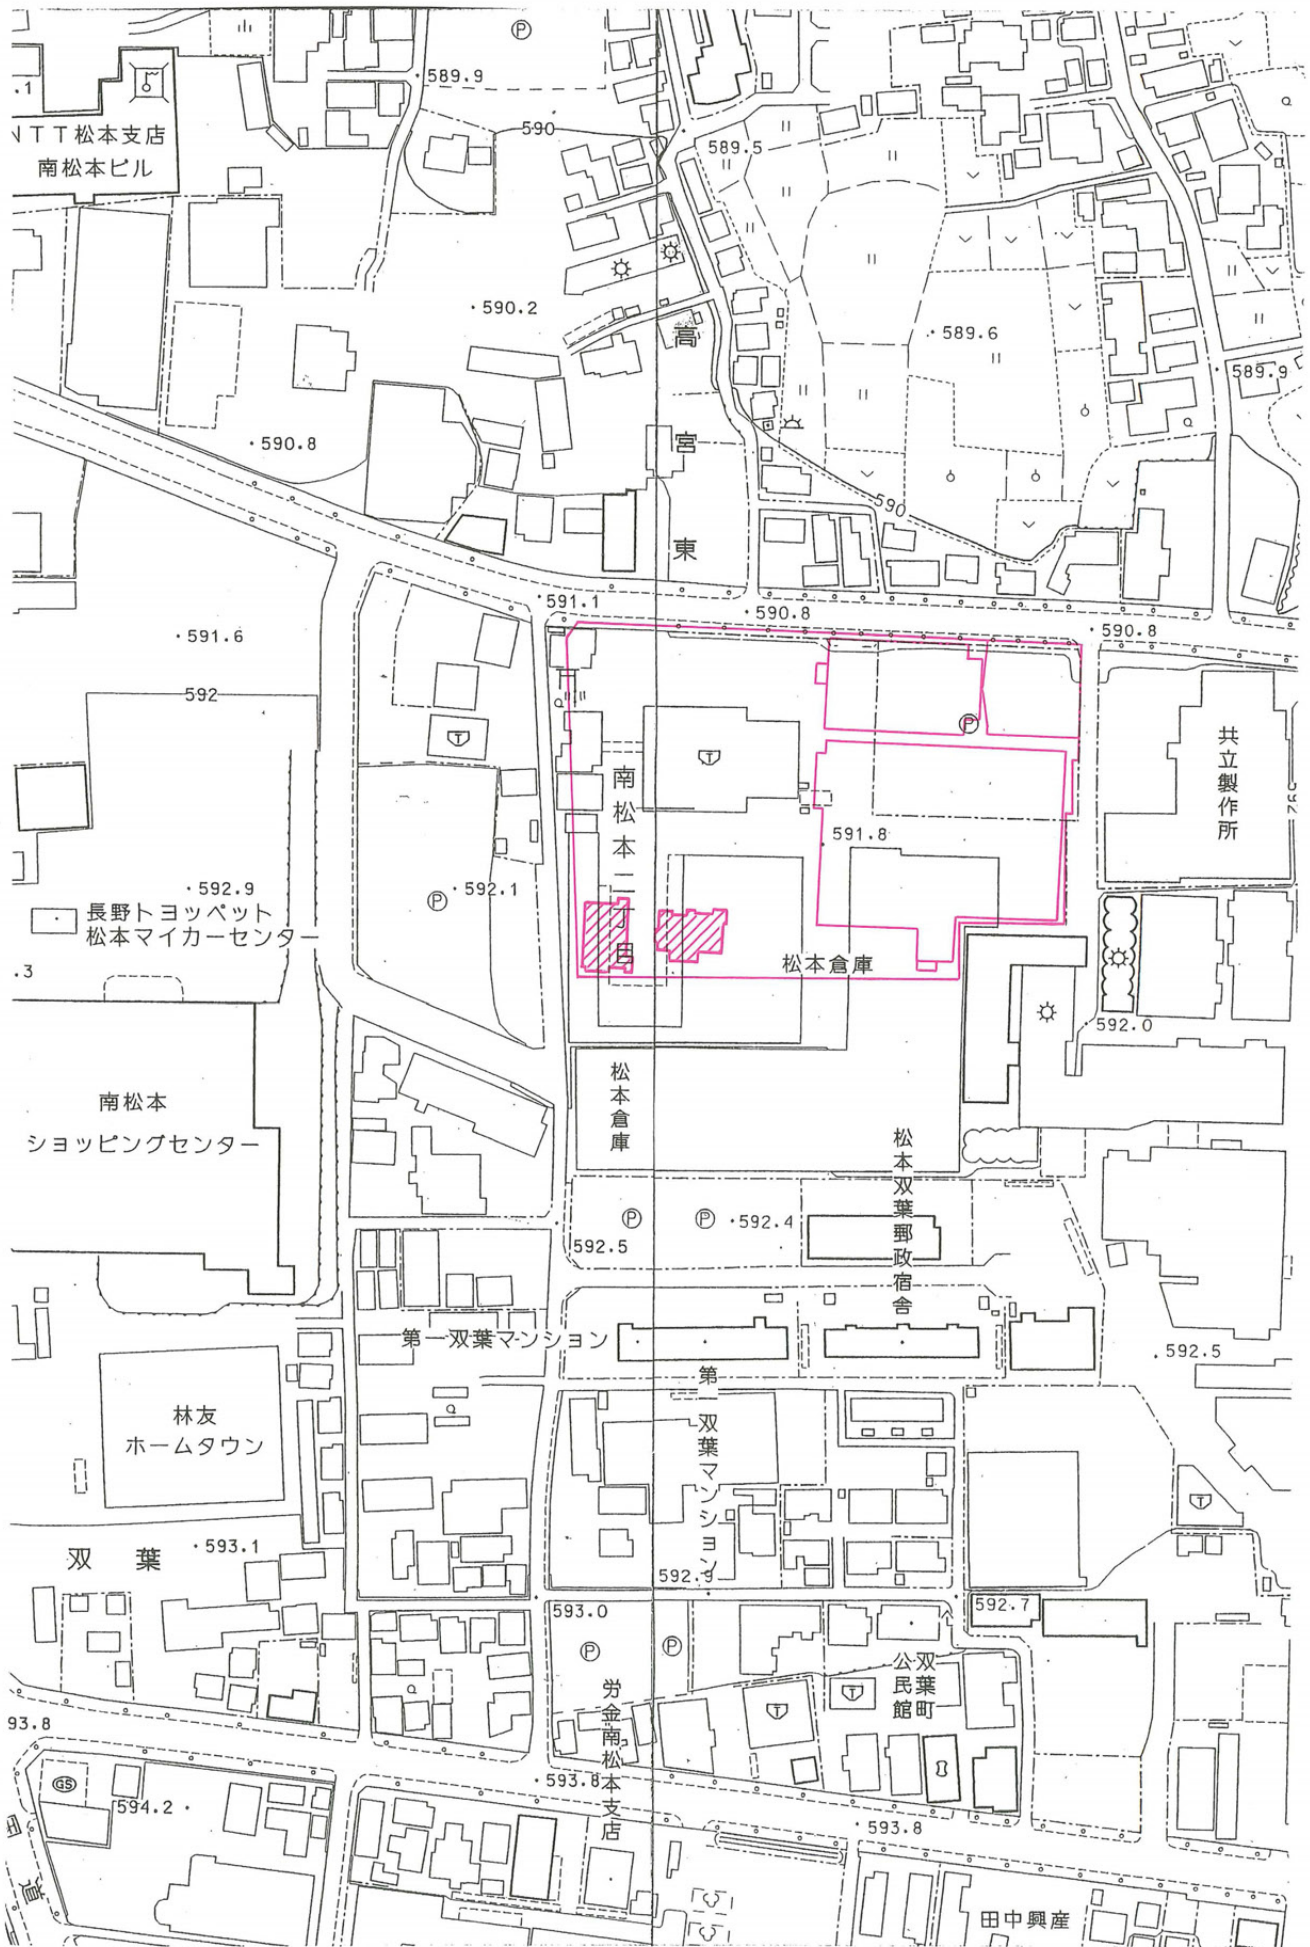 Ⓟ
589.9
.1
NTT松本支店
南松本ビル
590
589.5
590.2
高宮東
589.6
589.9
590.8
590
591.1
590.8
590.8
591.6
592
共立製作所
南松本二丁目
Ⓟ
591.8
592
592.9
Ⓟ
592.1
長野トヨッペット
松本マイカーセンター
松本倉庫
.3
592.0
南松本
ショッピングセンター
松本倉庫
松本双葉郵政宿舎
Ⓟ
Ⓟ
592.4
592.5
第一双葉マンション
592.5
第二双葉マンション
林友
ホームタウン
双葉
593.1
592.9
593.0
592.7
Ⓟ
Ⓟ
双葉町
公民館
労金南松本支店
93.8
GS
593.8
594.2
593.8
道
田中興産